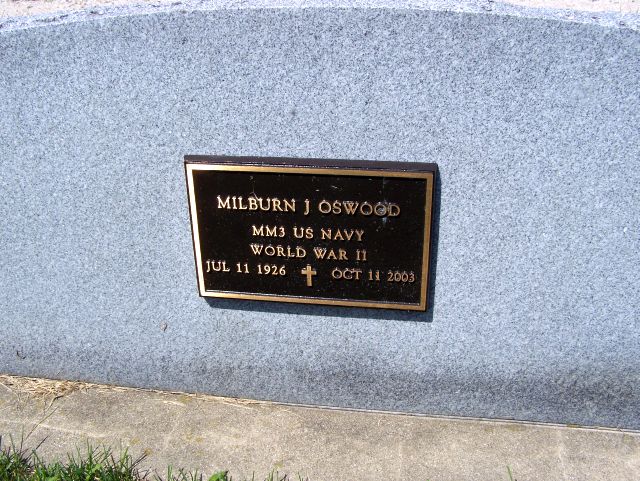 MILBURN J OSWOOD
MM3 US NAVY
WORLD WAR II
JUL 11 1926 OCT 11 2003